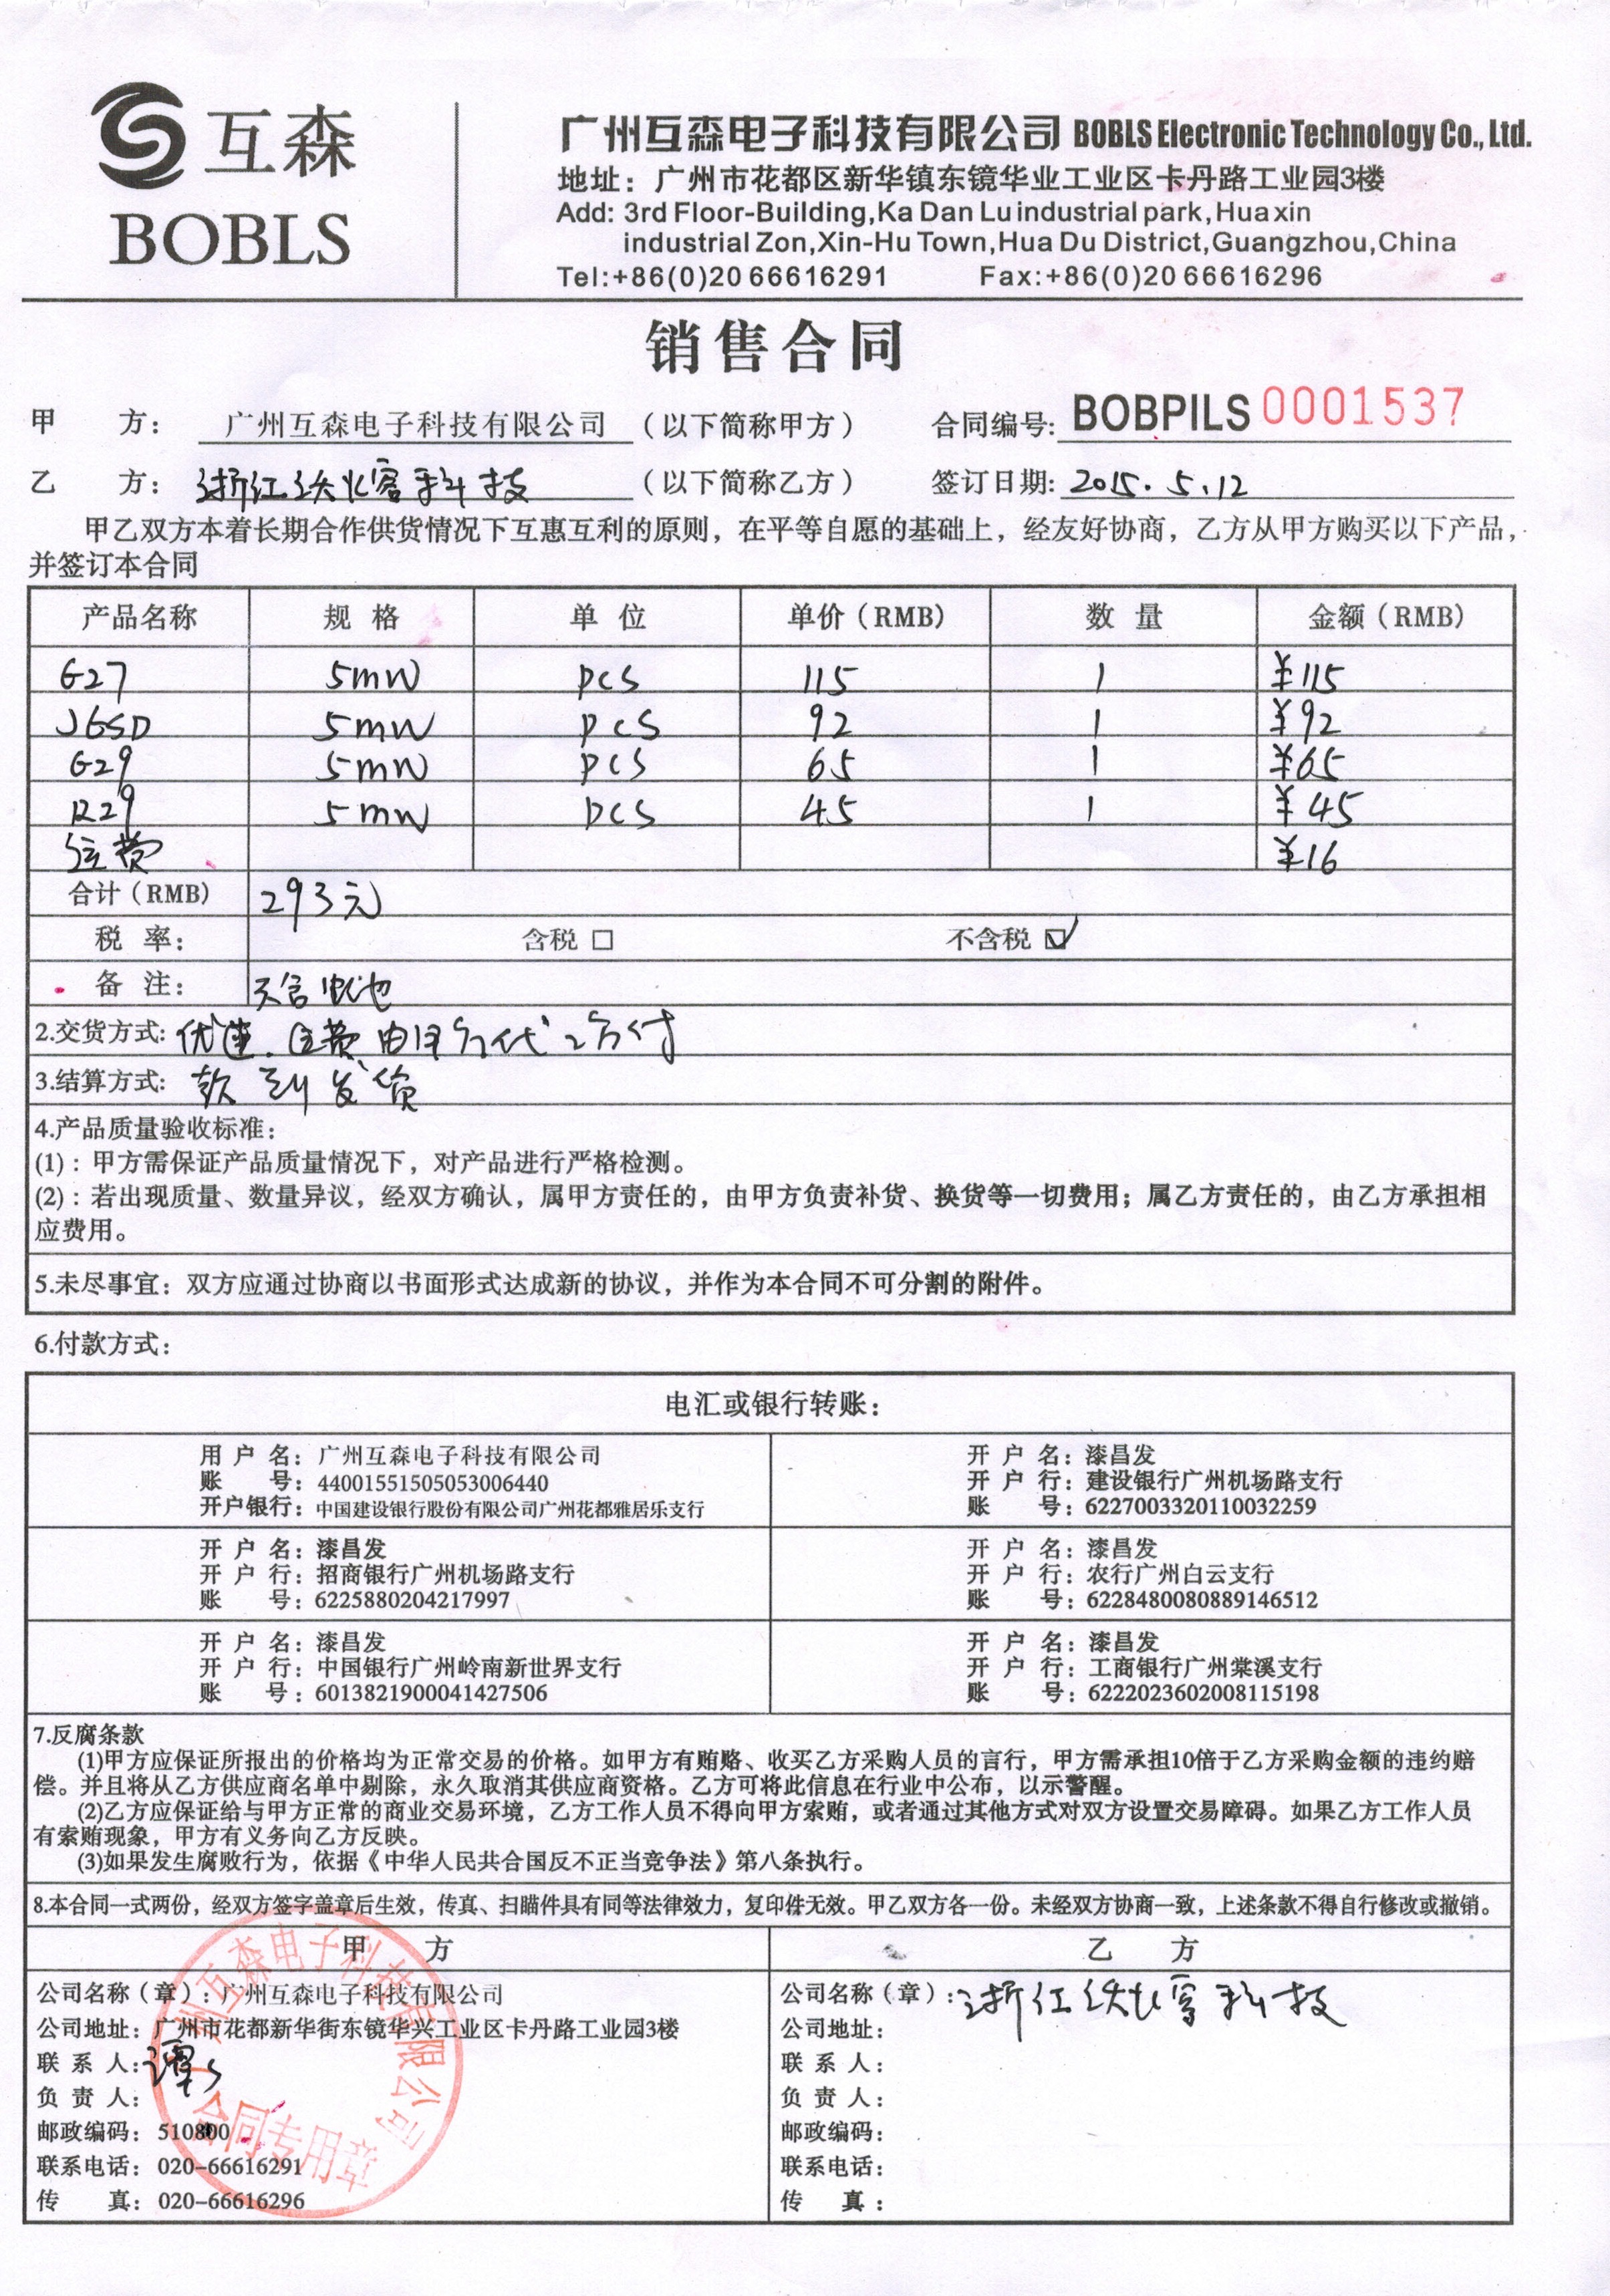 互森
BOBLS
广州互森电子科技有限公司 BOBLS Electronic Technology Co., Ltd.
地址：广州市花都区新华镇东镜华业工业区卡丹路工业园3楼
Add: 3rd Floor-Building,Ka Dan Lu industrial park,Huaxin
industrial Zon,Xin-Hu Town,Hua Du District,Guangzhou,China
Tel:+86(0)20 66616291 Fax:+86(0)20 66616296
销售合同
甲 方： 广州互森电子科技有限公司 （以下简称甲方） 合同编号: BOBPILS 0001537
乙 方： 浙江 科技 （以下简称乙方） 签订日期: 2015.5.12
甲乙双方本着长期合作供货情况下互惠互利的原则，在平等自愿的基础上，经友好协商，乙方从甲方购买以下产品，
并签订本合同
产品名称 规 格 单 位 单价（RMB） 数 量 金额（RMB）
G27 5mW PCS 115 1 ¥115
JGSD 5mW PCS 92 1 ¥92
G29 5mW PCS 65 1 ¥65
R29 5mW PCS 45 1 ¥45
运费 ¥16
合计（RMB） 293元
税 率： 含税 □ 不含税 ☑
备 注： 不含电池
2.交货方式: 优速.运费由甲方代乙方付
3.结算方式: 款到发货
4.产品质量验收标准：
(1)：甲方需保证产品质量情况下，对产品进行严格检测。
(2)：若出现质量、数量异议，经双方确认，属甲方责任的，由甲方负责补货、换货等一切费用；属乙方责任的，由乙方承担相
应费用。
5.未尽事宜：双方应通过协商以书面形式达成新的协议，并作为本合同不可分割的附件。
6.付款方式：
电汇或银行转账：
用 户 名：广州互森电子科技有限公司
账 号：44001551505053006440
开户银行：中国建设银行股份有限公司广州花都雅居乐支行
开 户 名：漆昌发
开 户 行：建设银行广州机场路支行
账 号：6227003320110032259
开 户 名：漆昌发
开 户 行：招商银行广州机场路支行
账 号：6225880204217997
开 户 名：漆昌发
开 户 行：农行广州白云支行
账 号：6228480080889146512
开 户 名：漆昌发
开 户 行：中国银行广州岭南新世界支行
账 号：6013821900041427506
开 户 名：漆昌发
开 户 行：工商银行广州棠溪支行
账 号：6222023602008115198
7.反腐条款
(1)甲方应保证所报出的价格均为正常交易的价格。如甲方有贿赂、收买乙方采购人员的言行，甲方需承担10倍于乙方采购金额的违约赔
偿。并且将从乙方供应商名单中剔除，永久取消其供应商资格。乙方可将此信息在行业中公布，以示警醒。
(2)乙方应保证给与甲方正常的商业交易环境，乙方工作人员不得向甲方索贿，或者通过其他方式对双方设置交易障碍。如果乙方工作人员
有索贿现象，甲方有义务向乙方反映。
(3)如果发生腐败行为，依据《中华人民共合国反不正当竞争法》第八条执行。
8.本合同一式两份，经双方签字盖章后生效，传真、扫瞄件具有同等法律效力，复印件无效。甲乙双方各一份。未经双方协商一致，上述条款不得自行修改或撤销。
甲 方
公司名称（章）：广州互森电子科技有限公司
公司地址：广州市花都新华街东镜华兴工业区卡丹路工业园3楼
联 系 人: 谭
负 责 人:
邮政编码：510800
联系电话：020-66616291
传 真：020-66616296
广州互森电子科技有限公司
合同专用章
乙 方
公司名称（章）: 浙江 科技
公司地址：
联 系 人：
负 责 人：
邮政编码：
联系电话：
传 真：